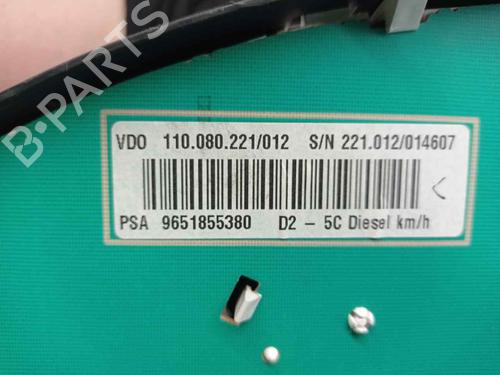 VDO 110.080.221/012 S/N 221.012/014607
PSA 9651855380 D2 - 5C Diesel km/h
B-PARTS